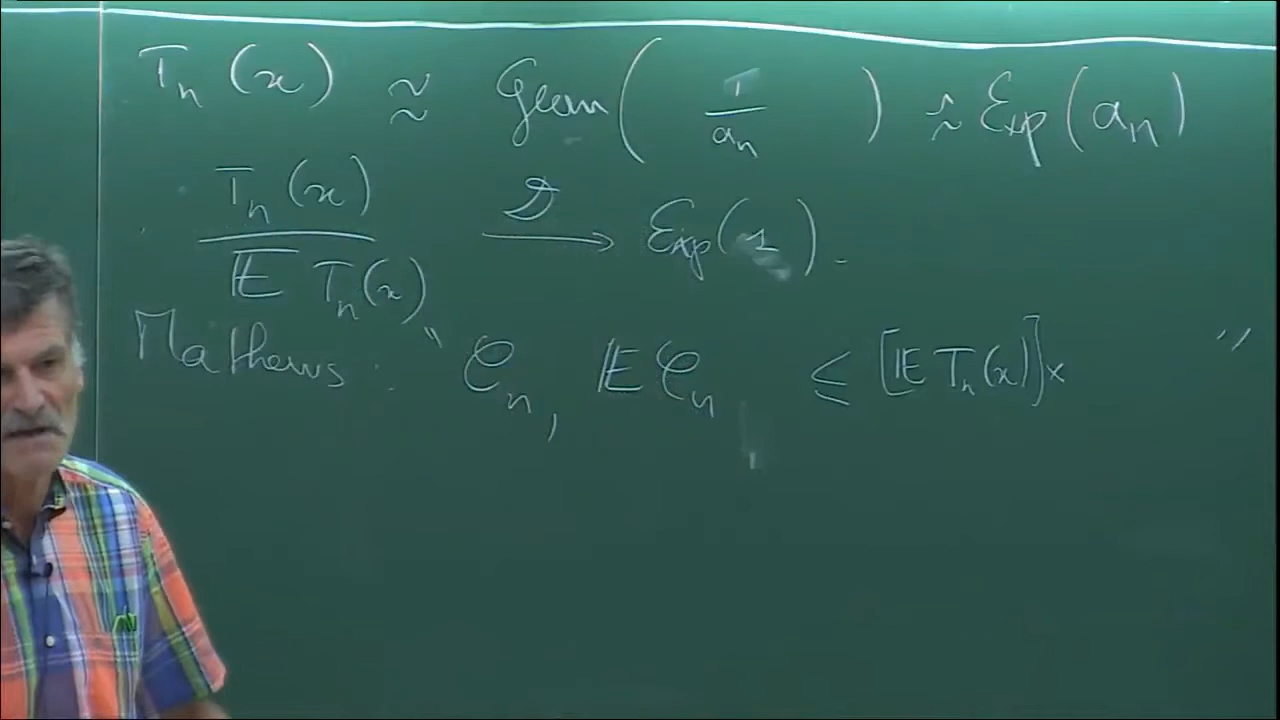 Tₙ(x) ≈ Geom(1/aₙ) ≈ Exp(aₙ)
Tₙ(x)/𝔼 Tₙ(x) →^𝒟 Exp(1).
Mathews : " 𝒞ₙ, 𝔼 𝒞ₙ ≤ [𝔼 Tₙ(x)]× "